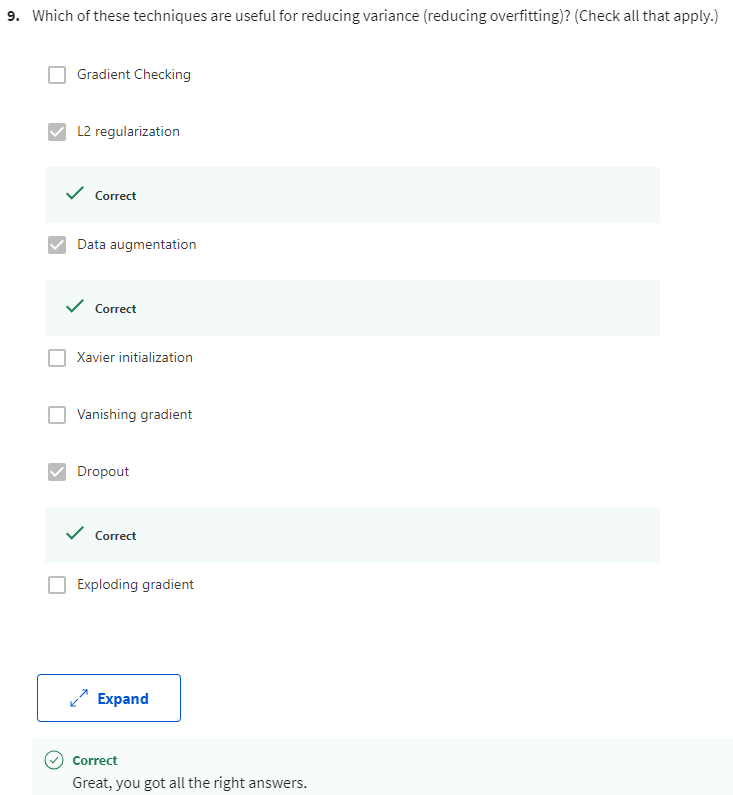 9. Which of these techniques are useful for reducing variance (reducing overfitting)? (Check all that apply.)
Gradient Checking
L2 regularization
Correct
Data augmentation
Correct
Xavier initialization
Vanishing gradient
Dropout
Correct
Exploding gradient
Expand
Correct
Great, you got all the right answers.